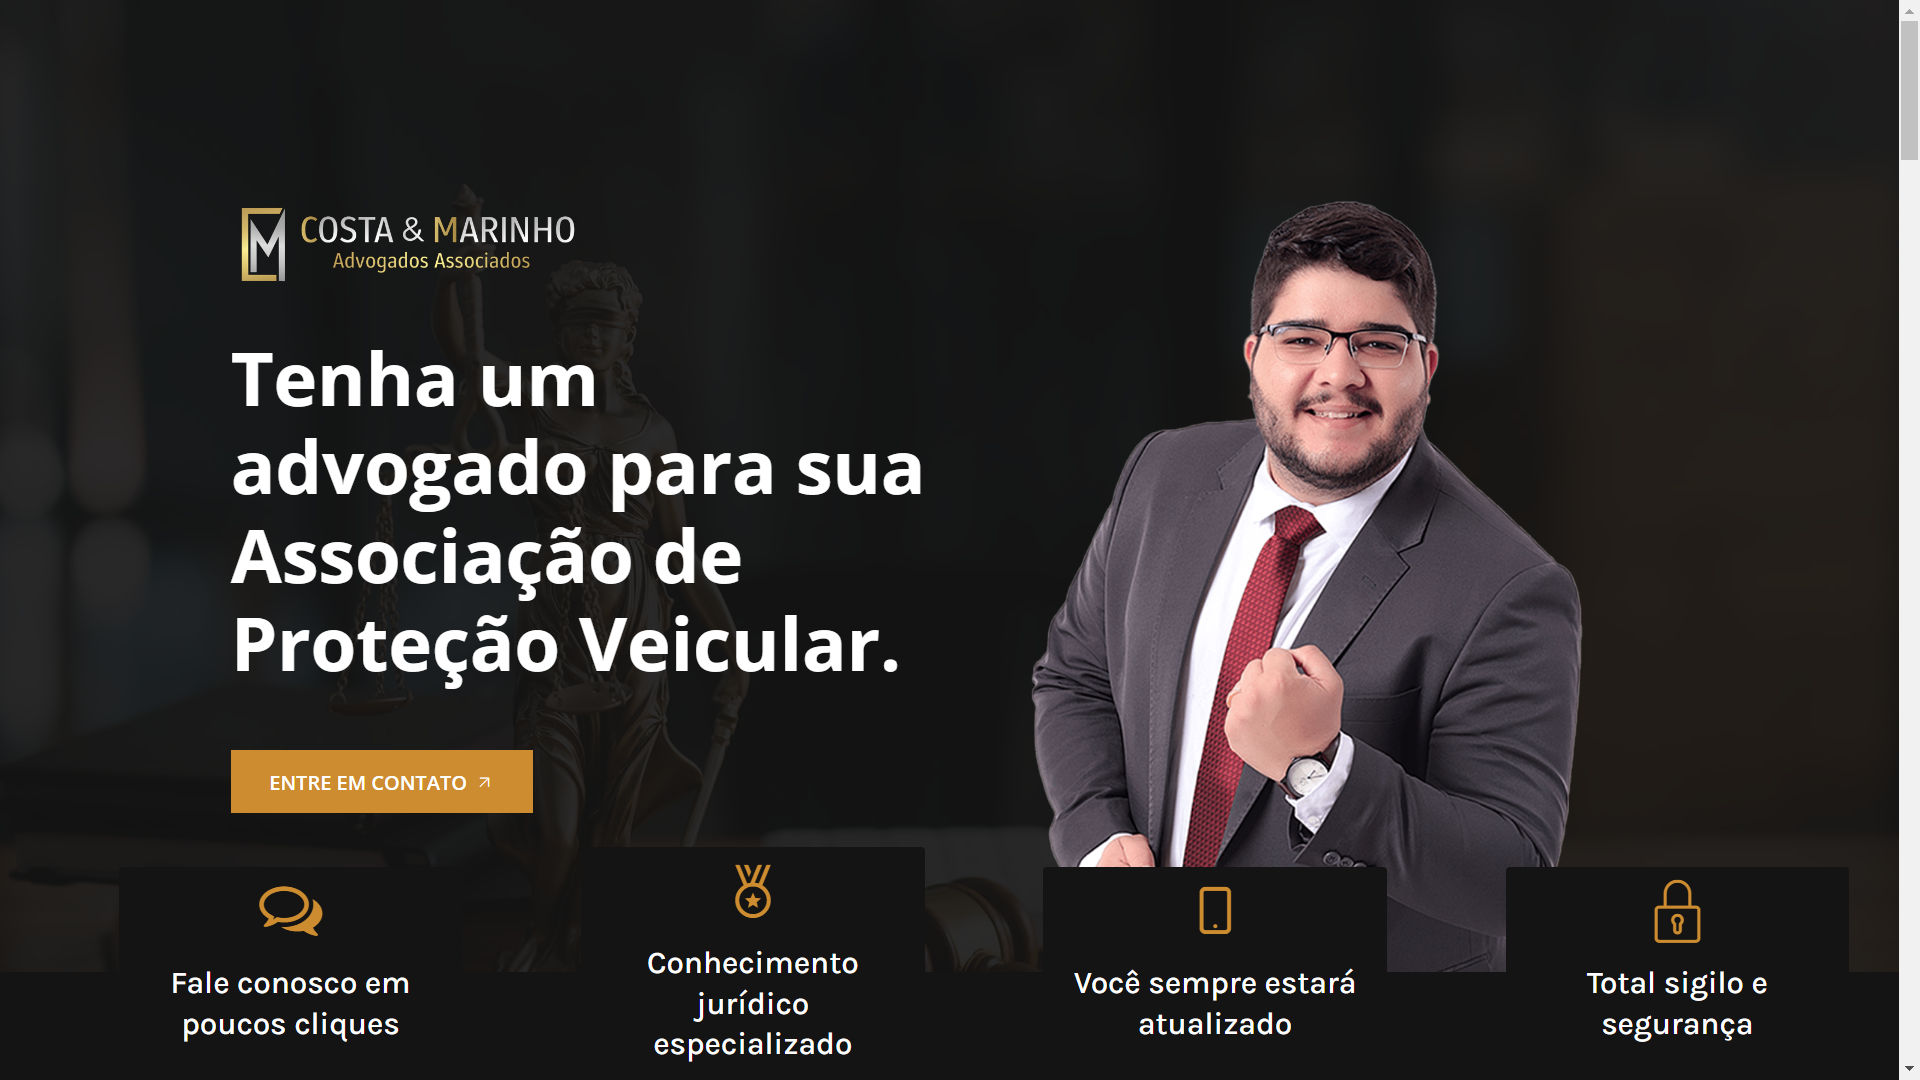 COSTA & MARINHO
Advogados Associados
Tenha um
advogado para sua
Associação de
Proteção Veicular.
ENTRE EM CONTATO
Fale conosco em
poucos cliques
Conhecimento
jurídico
especializado
Você sempre estará
atualizado
Total sigilo e
segurança